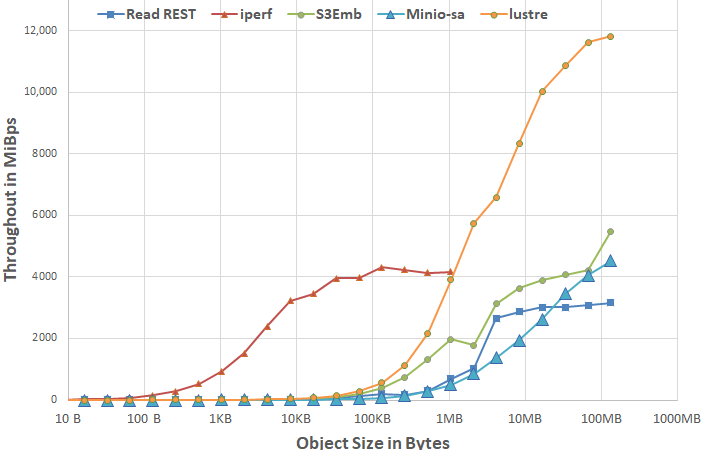 Read REST iperf S3Emb Minio-sa lustre
12,000
10,000
8000
6000
4000
2000
0
10 B 100 B 1KB 10KB 100KB 1MB 10MB 100MB 1000MB
Object Size in Bytes
Throughout in MiBps